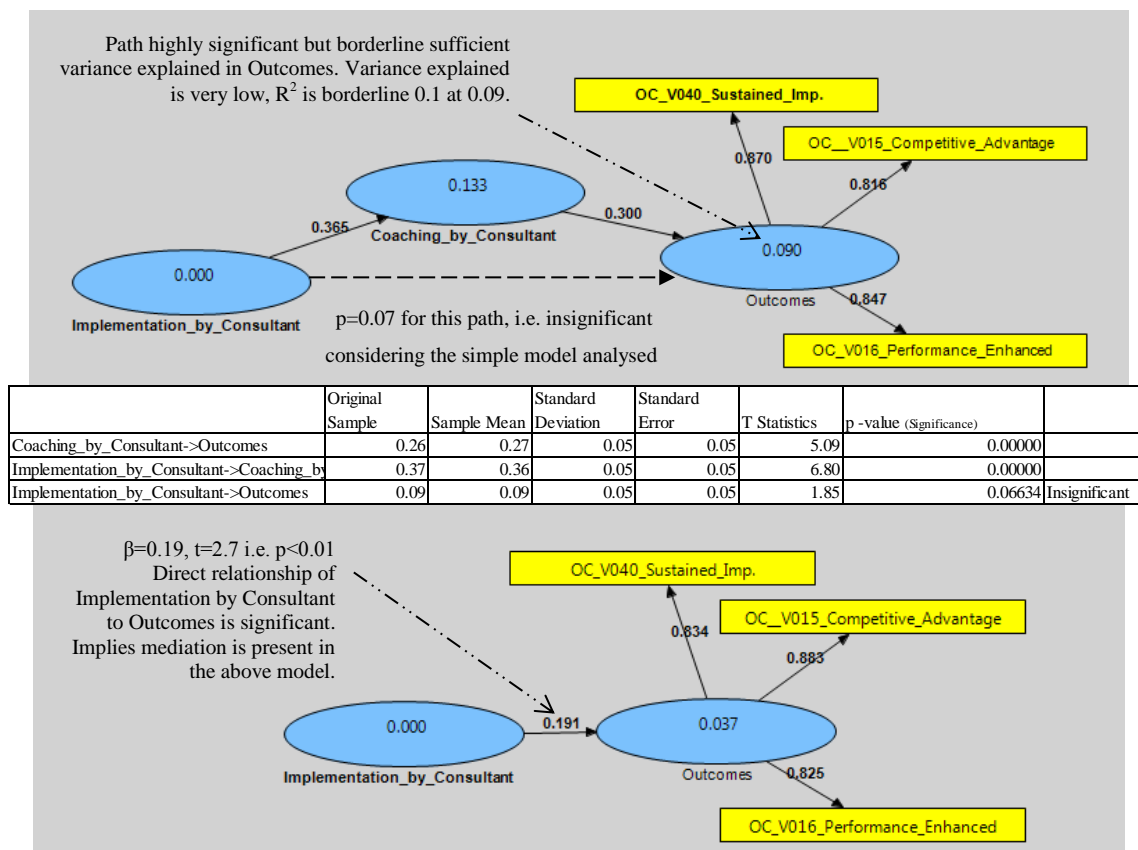 Path highly significant but borderline sufficient
variance explained in Outcomes. Variance explained
is very low, R² is borderline 0.1 at 0.09.
OC_V040_Sustained_Imp.
OC__V015_Competitive_Advantage
0.870
0.816
0.133
0.300
0.365
Coaching_by_Consultant
0.090
0.000
Outcomes
0.847
Implementation_by_Consultant
p=0.07 for this path, i.e. insignificant
considering the simple model analysed
OC_V016_Performance_Enhanced
Original Sample Sample Mean Standard Deviation Standard Error T Statistics p -value (Significance)
Coaching_by_Consultant->Outcomes 0.26 0.27 0.05 0.05 5.09 0.00000
Implementation_by_Consultant->Coaching_by 0.37 0.36 0.05 0.05 6.80 0.00000
Implementation_by_Consultant->Outcomes 0.09 0.09 0.05 0.05 1.85 0.06634 Insignificant
β=0.19, t=2.7 i.e. p<0.01
Direct relationship of
Implementation by Consultant
to Outcomes is significant.
Implies mediation is present in
the above model.
OC_V040_Sustained_Imp.
OC__V015_Competitive_Advantage
0.834
0.883
0.000
0.191
0.037
Implementation_by_Consultant
Outcomes
0.825
OC_V016_Performance_Enhanced